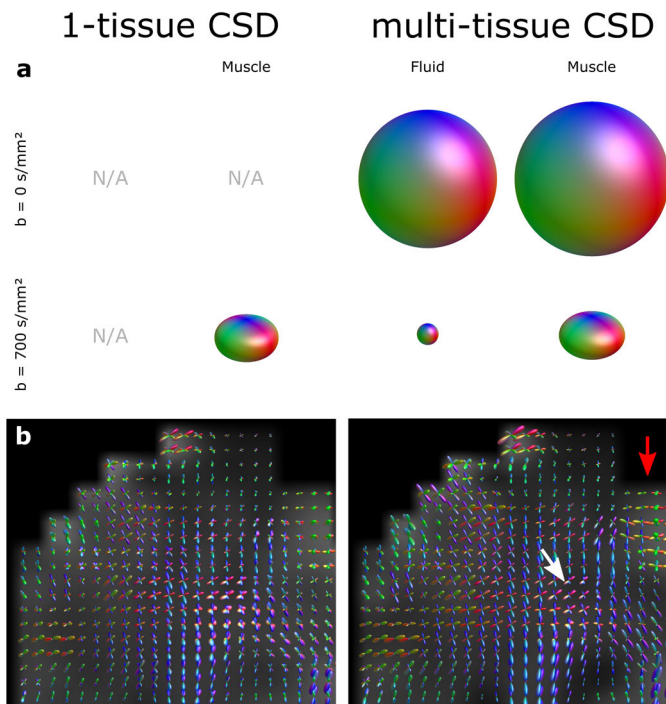 1-tissue CSD multi-tissue CSD
a Muscle Fluid Muscle
b = 0 s/mm²
N/A N/A
b = 700 s/mm²
N/A
b